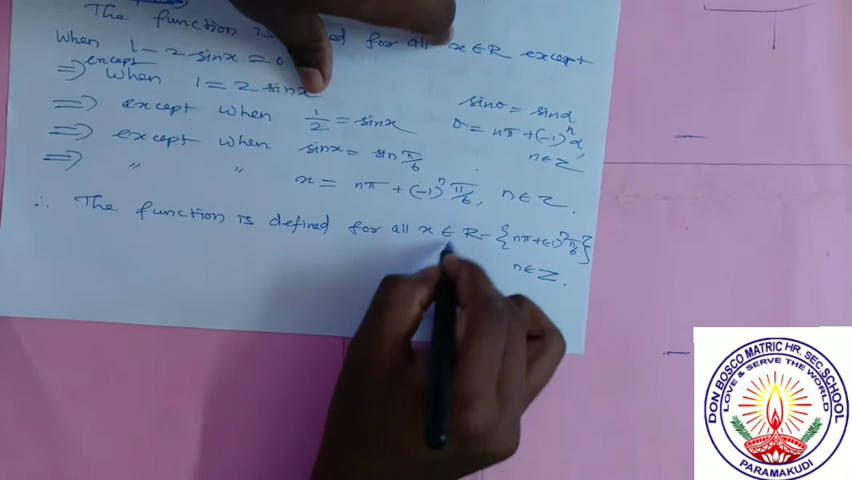 The function is defined for all x ∈ R except
When 1 - 2 sinx = 0
except
⇒ When 1 = 2 sinx
⇒ except when 1/2 = sinx
⇒ except when sinx = sin π/6
⇒ " " x = nπ + (-1)ⁿ π/6, n ∈ Z.
sinθ = sinα
θ = nπ + (-1)ⁿ α,
n ∈ Z
∴ The function is defined for all x ∈ R - {nπ + (-1)ⁿ π/6}
n ∈ Z.
DON BOSCO MATRIC HR. SEC SCHOOL
LOVE & SERVE THE WORLD
PARAMAKUDI